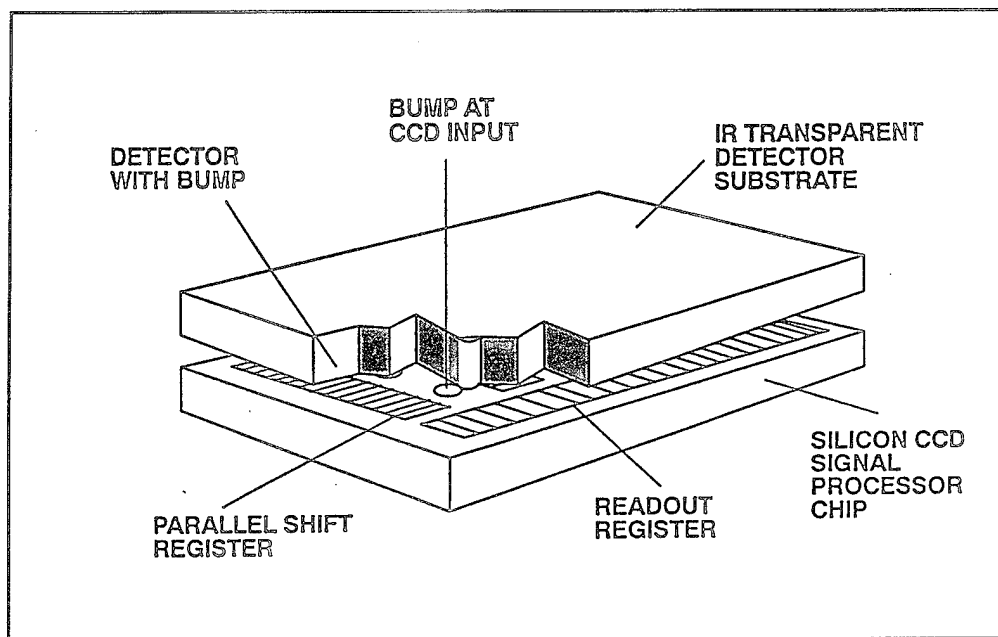 BUMP AT
CCD INPUT
DETECTOR
WITH BUMP
IR TRANSPARENT
DETECTOR
SUBSTRATE
PARALLEL SHIFT
REGISTER
READOUT
REGISTER
SILICON CCD
SIGNAL
PROCESSOR
CHIP